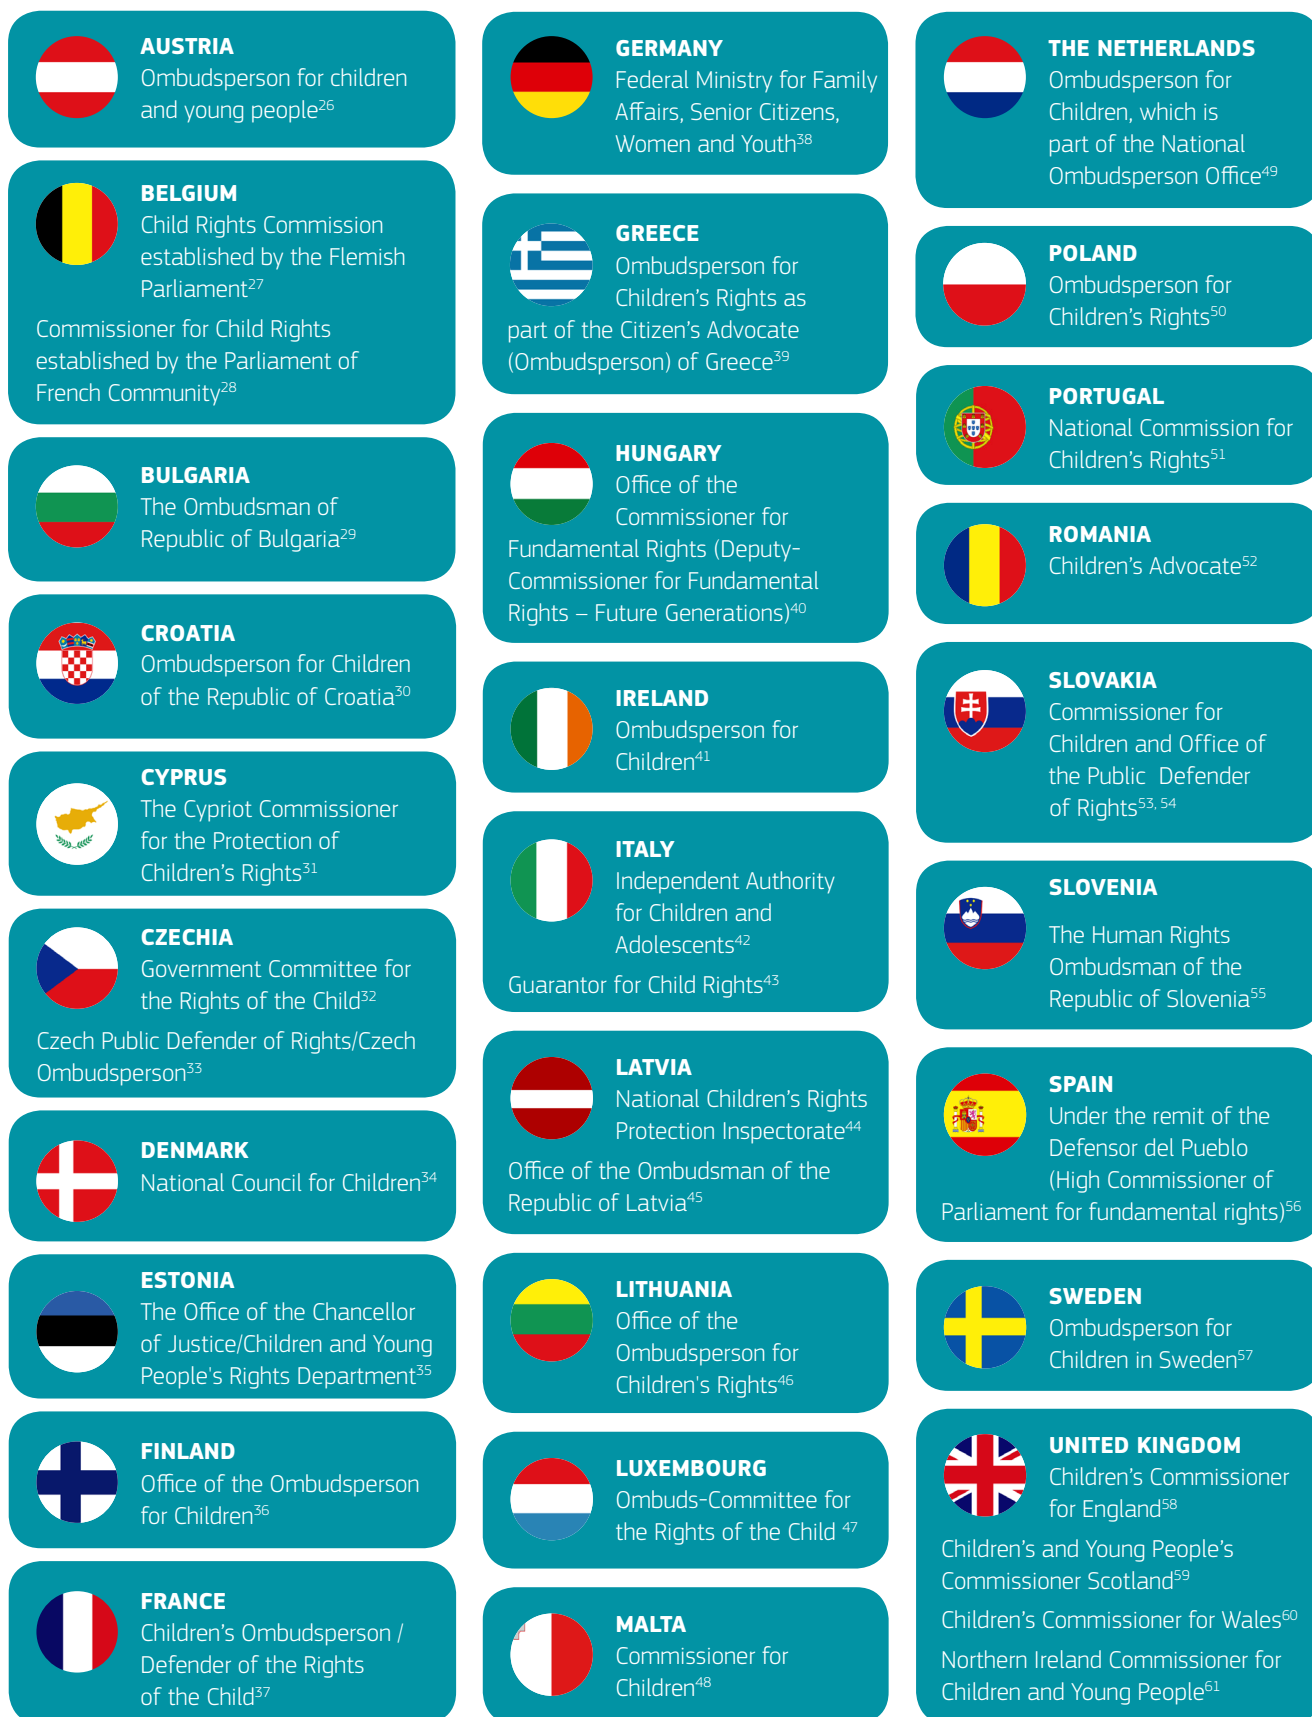 AUSTRIA
Ombudsperson for children
and young people26
BELGIUM
Child Rights Commission
established by the Flemish
Parliament27
Commissioner for Child Rights
established by the Parliament of
French Community28
BULGARIA
The Ombudsman of
Republic of Bulgaria29
CROATIA
Ombudsperson for Children
of the Republic of Croatia30
CYPRUS
The Cypriot Commissioner
for the Protection of
Children's Rights31
CZECHIA
Government Committee for
the Rights of the Child32
Czech Public Defender of Rights/Czech
Ombudsperson33
DENMARK
National Council for Children34
ESTONIA
The Office of the Chancellor
of Justice/Children and Young
People's Rights Department35
FINLAND
Office of the Ombudsperson
for Children36
FRANCE
Children's Ombudsperson /
Defender of the Rights
of the Child37
GERMANY
Federal Ministry for Family
Affairs, Senior Citizens,
Women and Youth38
GREECE
Ombudsperson for
Children's Rights as
part of the Citizen's Advocate
(Ombudsperson) of Greece39
HUNGARY
Office of the
Commissioner for
Fundamental Rights (Deputy-
Commissioner for Fundamental
Rights – Future Generations)40
IRELAND
Ombudsperson for
Children41
ITALY
Independent Authority
for Children and
Adolescents42
Guarantor for Child Rights43
LATVIA
National Children's Rights
Protection Inspectorate44
Office of the Ombudsman of the
Republic of Latvia45
LITHUANIA
Office of the
Ombudsperson for
Children's Rights46
LUXEMBOURG
Ombuds-Committee for
the Rights of the Child 47
MALTA
Commissioner for
Children48
THE NETHERLANDS
Ombudsperson for
Children, which is
part of the National
Ombudsperson Office49
POLAND
Ombudsperson for
Children's Rights50
PORTUGAL
National Commission for
Children's Rights51
ROMANIA
Children's Advocate52
SLOVAKIA
Commissioner for
Children and Office of
the Public Defender
of Rights53, 54
SLOVENIA
The Human Rights
Ombudsman of the
Republic of Slovenia55
SPAIN
Under the remit of the
Defensor del Pueblo
(High Commissioner of
Parliament for fundamental rights)56
SWEDEN
Ombudsperson for
Children in Sweden57
UNITED KINGDOM
Children's Commissioner
for England58
Children's and Young People's
Commissioner Scotland59
Children's Commissioner for Wales60
Northern Ireland Commissioner for
Children and Young People61